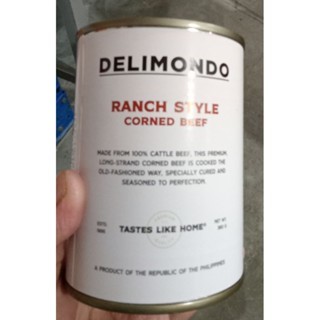 DELIMONDO
RANCH STYLE
CORNED BEEF
MADE FROM 100% CATTLE BEEF, THIS PREMIUM,
LONG-STRAND CORNED BEEF IS COOKED THE
OLD-FASHIONED WAY, SPECIALLY CURED AND
SEASONED TO PERFECTION.
TASTES LIKE HOME
NET WT.
A PRODUCT OF THE REPUBLIC OF THE PHILIPPINES